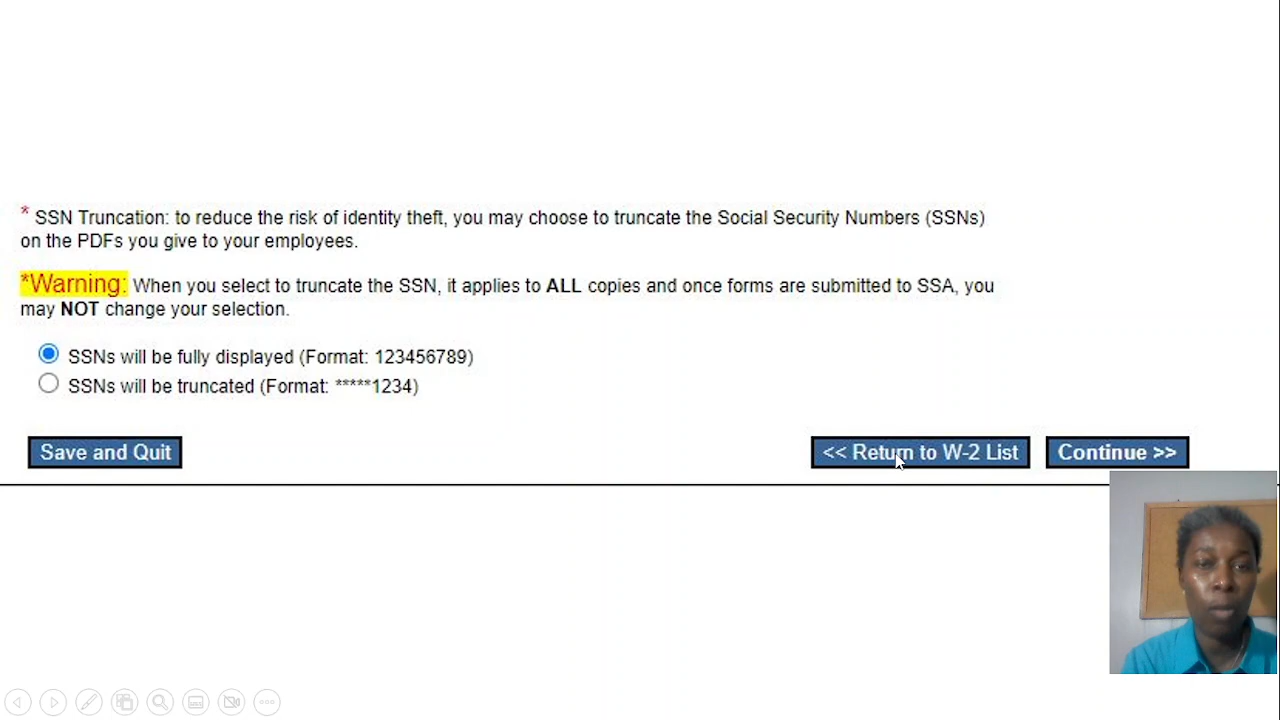 * SSN Truncation: to reduce the risk of identity theft, you may choose to truncate the Social Security Numbers (SSNs)
on the PDFs you give to your employees.
*Warning: When you select to truncate the SSN, it applies to ALL copies and once forms are submitted to SSA, you
may NOT change your selection.
SSNs will be fully displayed (Format: 123456789)
SSNs will be truncated (Format: *****1234)
Save and Quit
<< Return to W-2 List
Continue >>